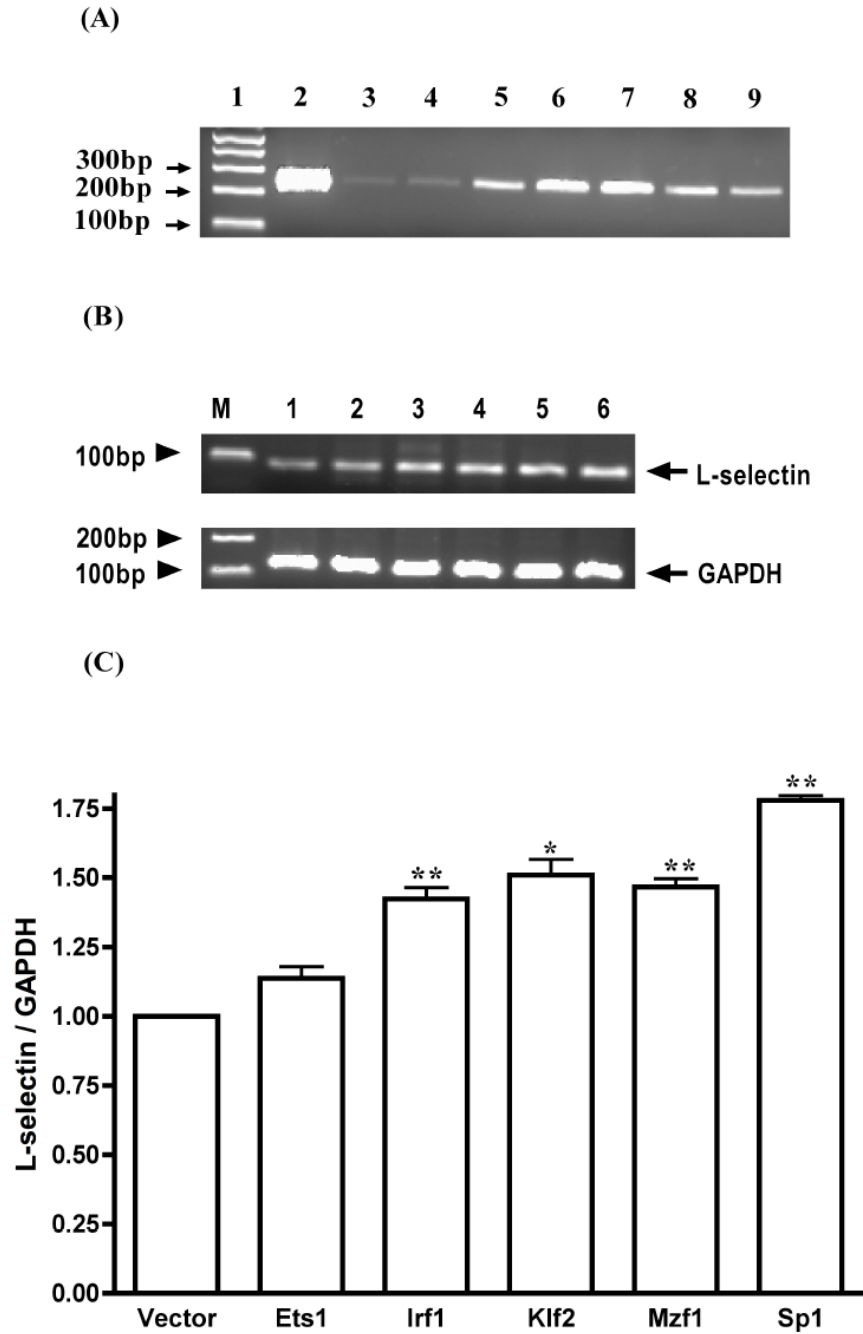 (A)
1 2 3 4 5 6 7 8 9
300bp
200bp
100bp
(B)
M 1 2 3 4 5 6
100bp
L-selectin
200bp
100bp
GAPDH
(C)
L-selectin / GAPDH
1.75
1.50
1.25
1.00
0.75
0.50
0.25
0.00
** * ** **
Vector Ets1 Irf1 Klf2 Mzf1 Sp1